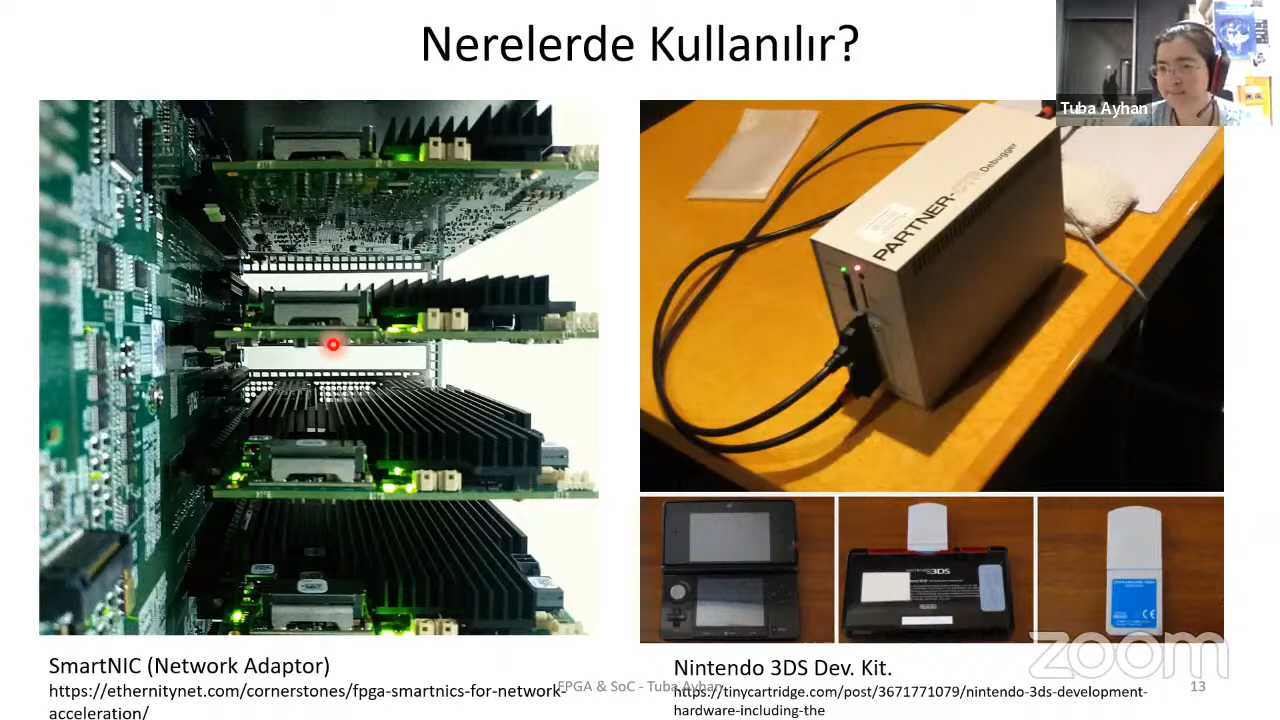 Nerelerde Kullanılır?
Tuba Ayhan
PARTNER-CTR Debugger
NINTENDO 3DS
SmartNIC (Network Adaptor)
https://ethernitynet.com/cornerstones/fpga-smartnics-for-network-
acceleration/
FPGA & SoC - Tuba Ayhan
Nintendo 3DS Dev. Kit.
https://tinycartridge.com/post/3671771079/nintendo-3ds-development-
hardware-including-the
13
zoom